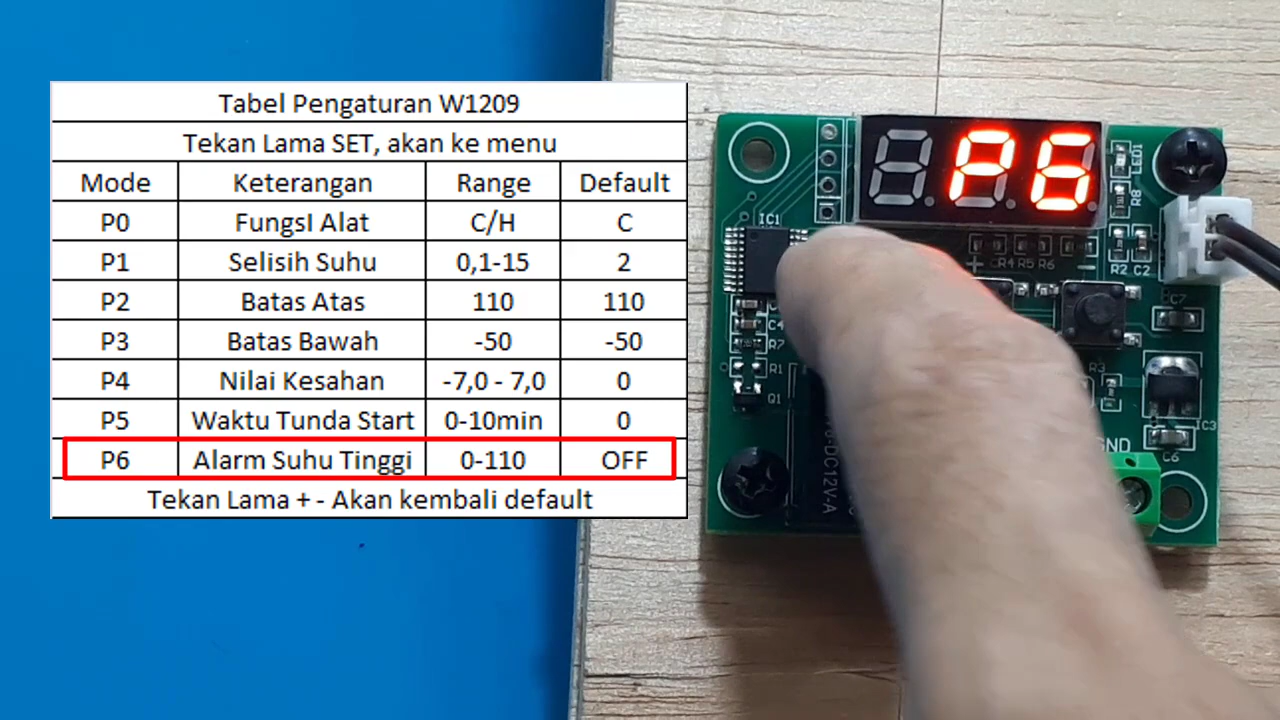 Tabel Pengaturan W1209
Tekan Lama SET, akan ke menu
Mode Keterangan Range Default
P0 FungsI Alat C/H C
P1 Selisih Suhu 0,1-15 2
P2 Batas Atas 110 110
P3 Batas Bawah -50 -50
P4 Nilai Kesahan -7,0 - 7,0 0
P5 Waktu Tunda Start 0-10min 0
P6 Alarm Suhu Tinggi 0-110 OFF
Tekan Lama + - Akan kembali default
P6
LED1
R8
IC1
+ R4 R5 R6 -
R2 C2
C4
R7
R1
Q1
C7
R3
IC3
C6
GND
-DC12V-A